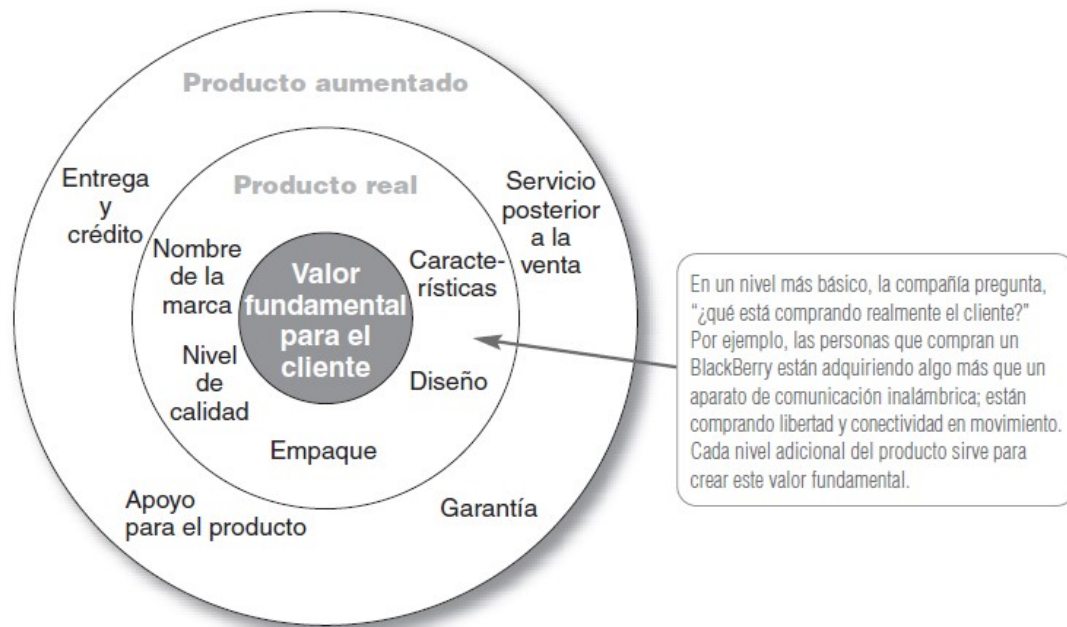 Producto aumentado
Producto real
Entrega
y
crédito
Nombre
de la
marca
Nivel
de
calidad
Valor
fundamental
para el
cliente
Caracte-
rísticas
Diseño
Empaque
Servicio
posterior
a la
venta
Apoyo
para el producto
Garantía
En un nivel más básico, la compañía pregunta,
“¿qué está comprando realmente el cliente?”
Por ejemplo, las personas que compran un
BlackBerry están adquiriendo algo más que un
aparato de comunicación inalámbrica; están
comprando libertad y conectividad en movimiento.
Cada nivel adicional del producto sirve para
crear este valor fundamental.